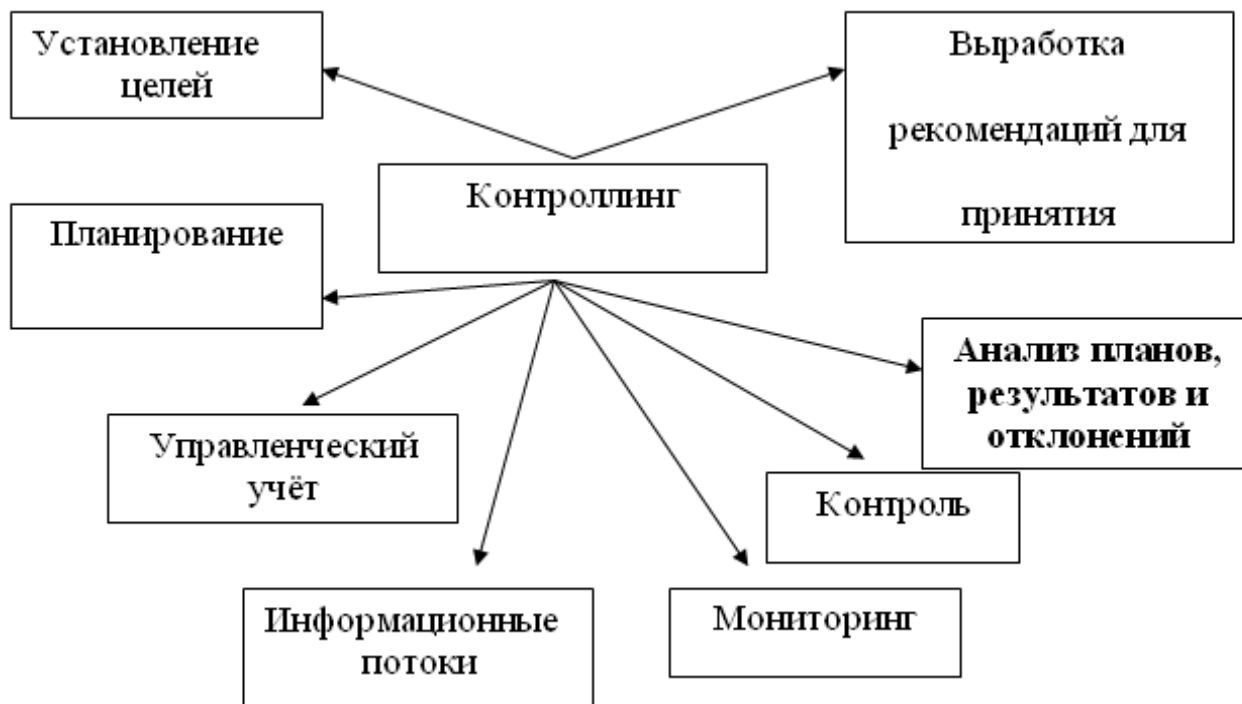 Установление
целей
Выработка
рекомендаций для
принятия
Контроллинг
Планирование
Анализ планов,
результатов и
отклонений
Управленческий
учёт
Контроль
Информационные
потоки
Мониторинг